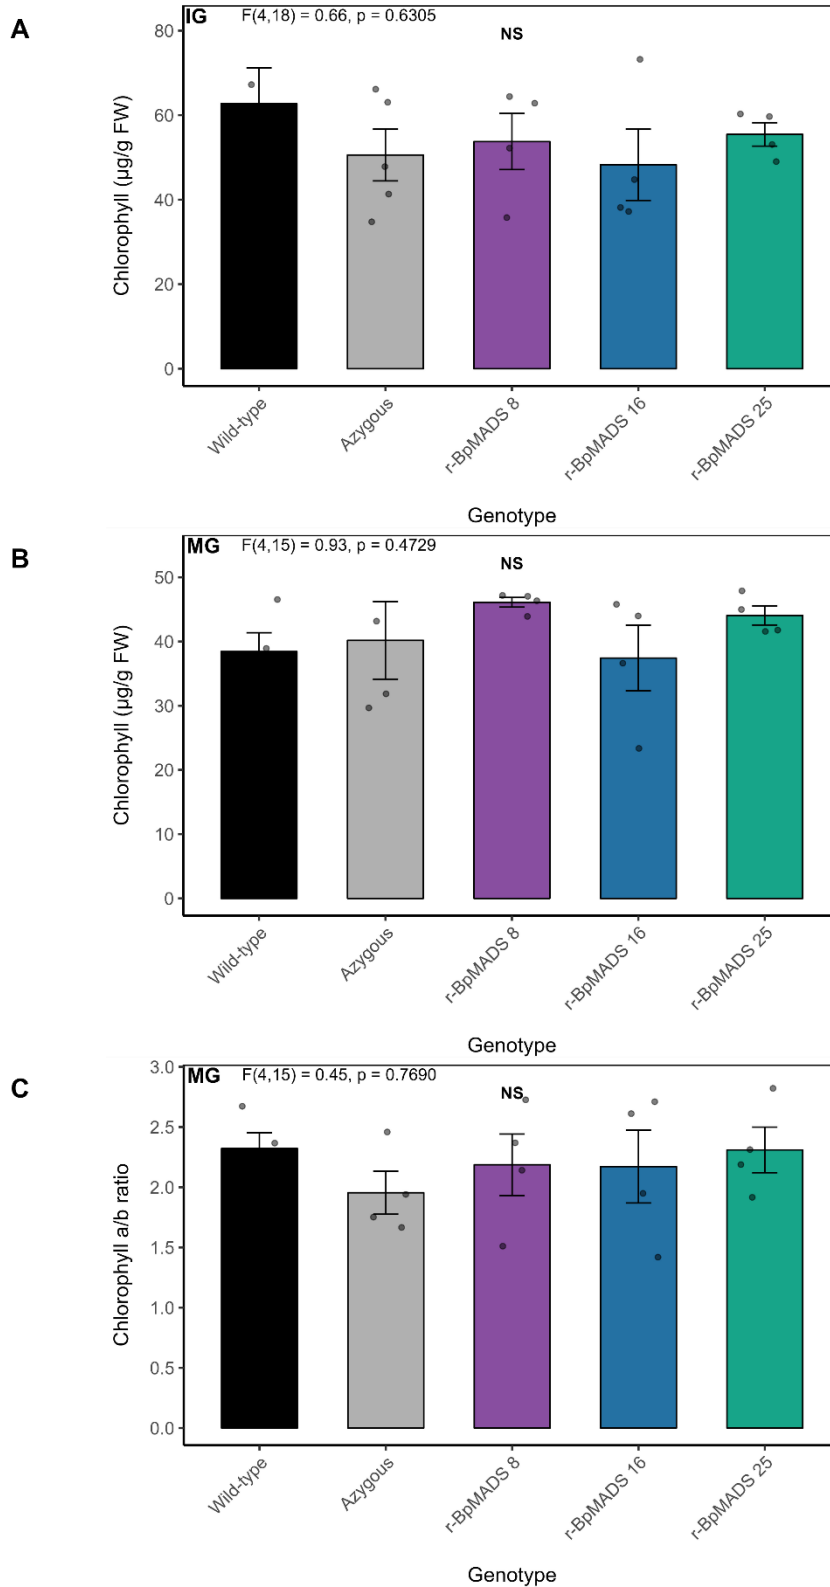 A
IG F(4,18) = 0.66, p = 0.6305
NS
Chlorophyll (µg/g FW)
80
60
40
20
0
Wild-type
Azygous
r-BpMADS 8
r-BpMADS 16
r-BpMADS 25
Genotype
B
MG F(4,15) = 0.93, p = 0.4729
NS
Chlorophyll (µg/g FW)
50
40
30
20
10
0
Wild-type
Azygous
r-BpMADS 8
r-BpMADS 16
r-BpMADS 25
Genotype
C
MG F(4,15) = 0.45, p = 0.7690
NS
Chlorophyll a/b ratio
3.0
2.5
2.0
1.5
1.0
0.5
0.0
Wild-type
Azygous
r-BpMADS 8
r-BpMADS 16
r-BpMADS 25
Genotype